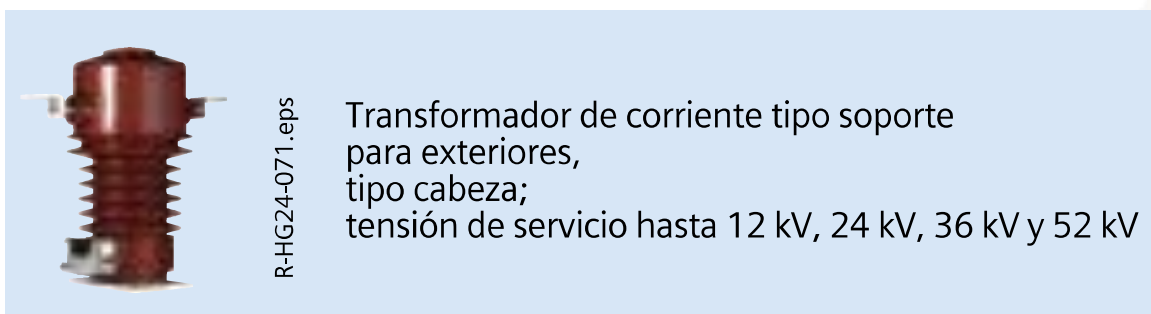 R-HG24-071.eps
Transformador de corriente tipo soporte
para exteriores,
tipo cabeza;
tensión de servicio hasta 12 kV, 24 kV, 36 kV y 52 kV